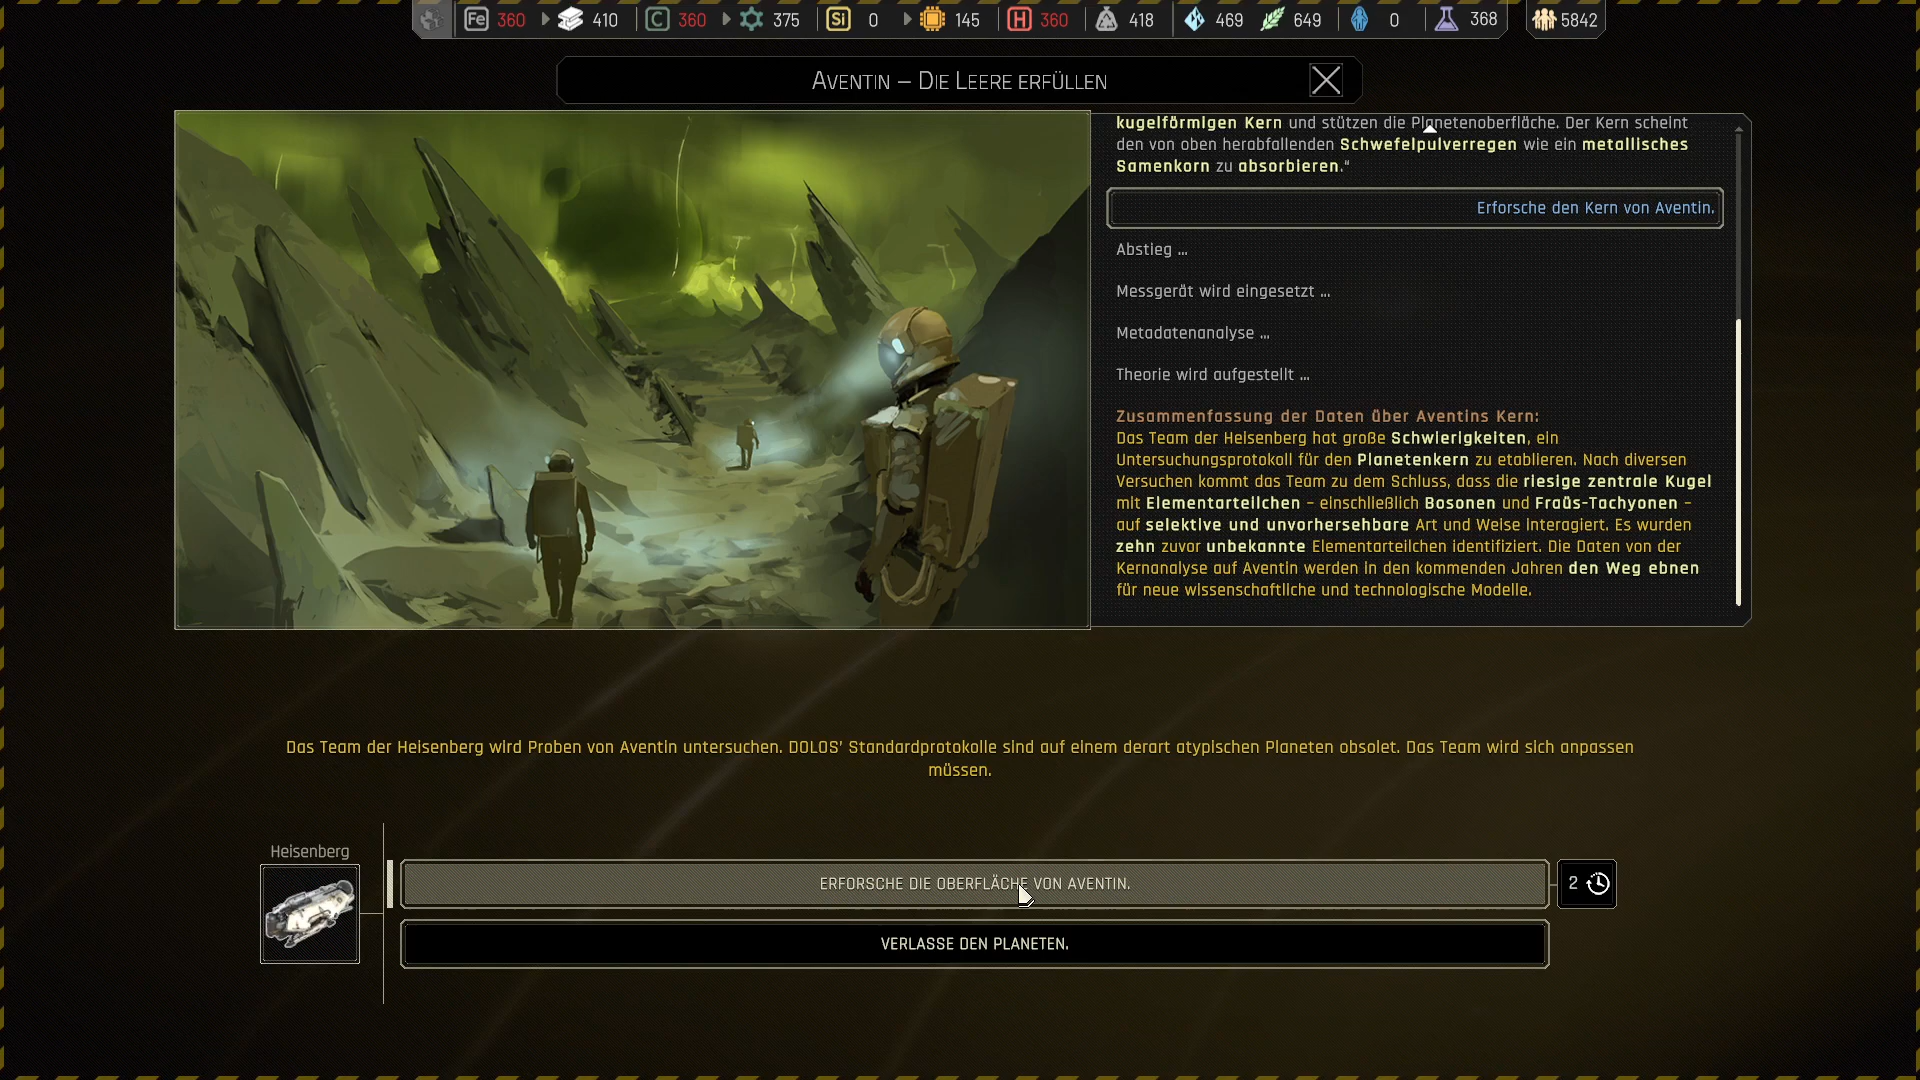 Fe 360 410 C 360 375 Si 0 145 H 360 418 469 649 0 368 5842
Aventin – Die Leere erfüllen
kugelförmigen Kern und stützen die Planetenoberfläche. Der Kern scheint
den von oben herabfallenden Schwefelpulverregen wie ein metallisches
Samenkorn zu absorbieren.“
Erforsche den Kern von Aventin.
Abstieg ...
Messgerät wird eingesetzt ...
Metadatenanalyse ...
Theorie wird aufgestellt ...
Zusammenfassung der Daten über Aventins Kern:
Das Team der Heisenberg hat große Schwierigkeiten, ein
Untersuchungsprotokoll für den Planetenkern zu etablieren. Nach diversen
Versuchen kommt das Team zu dem Schluss, dass die riesige zentrale Kugel
mit Elementarteilchen – einschließlich Bosonen und Fraüs-Tachyonen –
auf selektive und unvorhersehbare Art und Weise interagiert. Es wurden
zehn zuvor unbekannte Elementarteilchen identifiziert. Die Daten von der
Kernanalyse auf Aventin werden in den kommenden Jahren den Weg ebnen
für neue wissenschaftliche und technologische Modelle.
Das Team der Heisenberg wird Proben von Aventin untersuchen. DOLOS' Standardprotokolle sind auf einem derart atypischen Planeten obsolet. Das Team wird sich anpassen
müssen.
Heisenberg
ERFORSCHE DIE OBERFLÄCHE VON AVENTIN.
2
VERLASSE DEN PLANETEN.